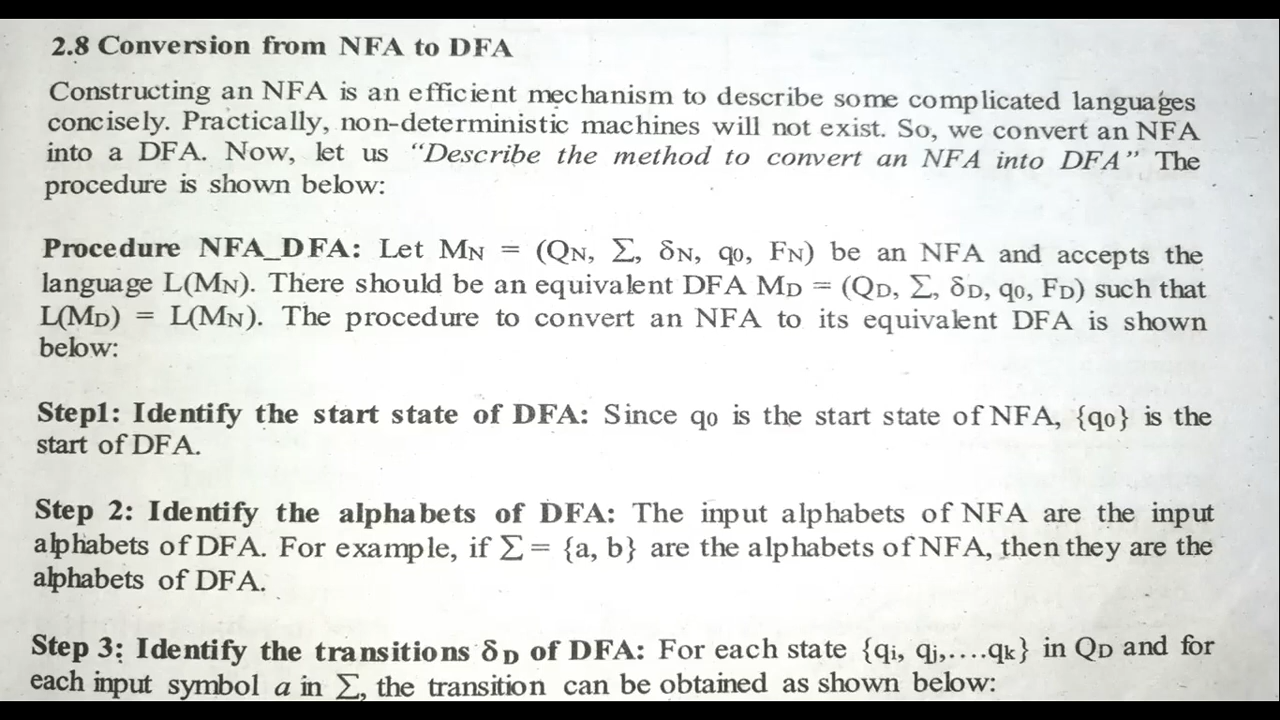 2.8 Conversion from NFA to DFA
Constructing an NFA is an efficient mechanism to describe some complicated languages
concisely. Practically, non-deterministic machines will not exist. So, we convert an NFA
into a DFA. Now, let us “Describe the method to convert an NFA into DFA” The
procedure is shown below:
Procedure NFA_DFA: Let MN = (QN, Σ, δN, q0, FN) be an NFA and accepts the
language L(MN). There should be an equivalent DFA MD = (QD, Σ, δD, q0, FD) such that
L(MD) = L(MN). The procedure to convert an NFA to its equivalent DFA is shown
below:
Step1: Identify the start state of DFA: Since q0 is the start state of NFA, {q0} is the
start of DFA.
Step 2: Identify the alphabets of DFA: The input alphabets of NFA are the input
alphabets of DFA. For example, if Σ = {a, b} are the alphabets of NFA, then they are the
alphabets of DFA.
Step 3: Identify the transitions δD of DFA: For each state {qi, qj,....qk} in QD and for
each input symbol a in Σ, the transition can be obtained as shown below: